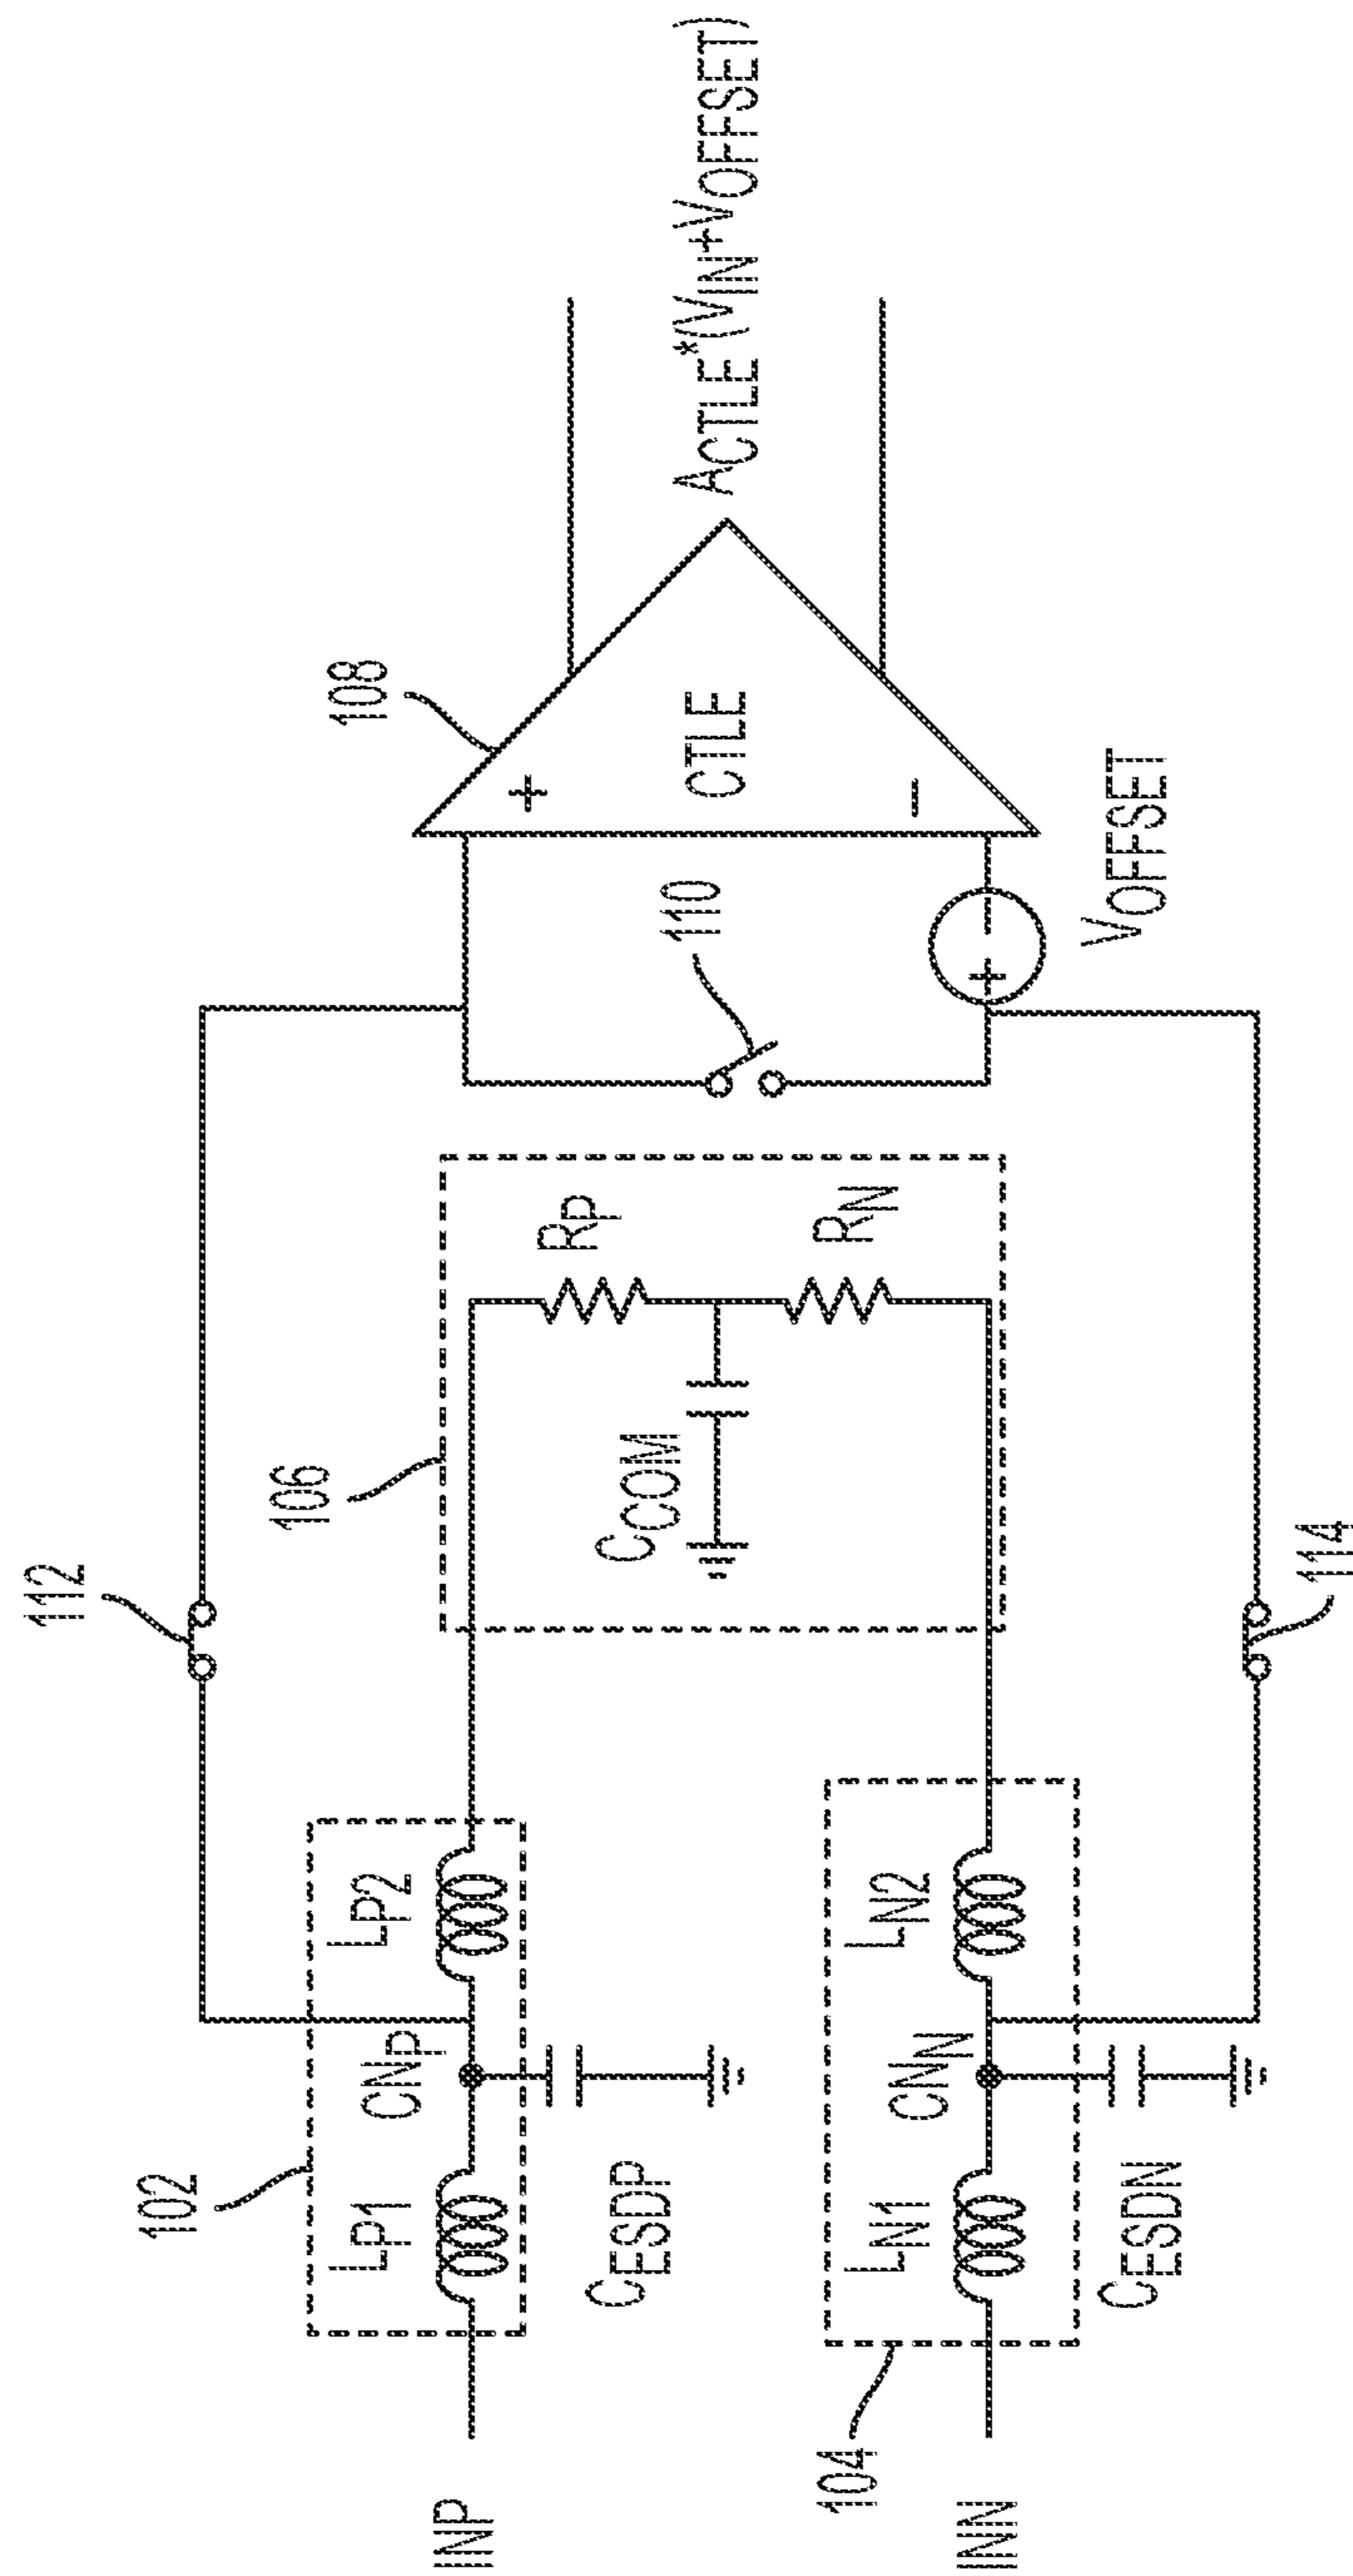 INP
INN
102
LP1
CNP
LP2
CESDP
104
LN1
CNN
LN2
CESDN
112
106
CCOM
RP
RN
114
110
108
+
CTLE
−
+ −
VOFFSET
ACTLE*(VIN+VOFFSET)